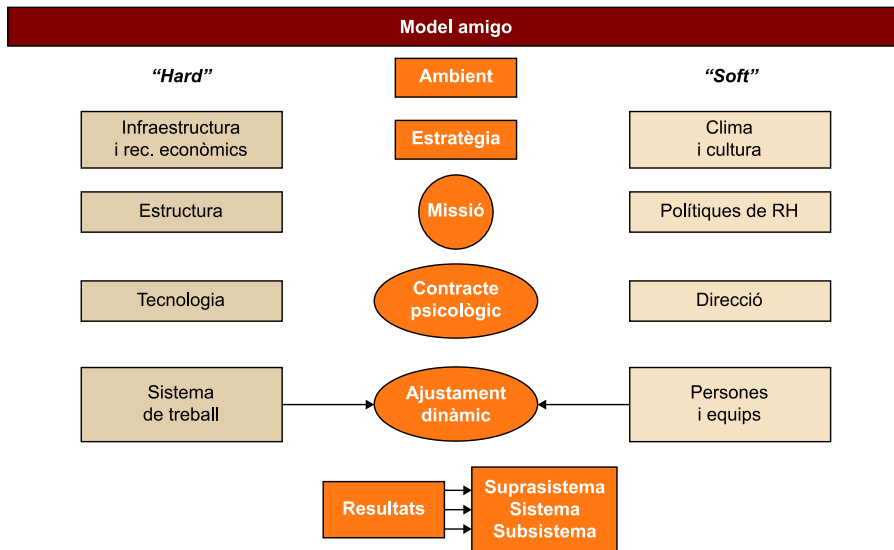 Model amigo
“Hard”
Ambient
“Soft”
Infraestructura
i rec. econòmics
Estratègia
Clima
i cultura
Estructura
Missió
Polítiques de RH
Tecnologia
Contracte
psicològic
Direcció
Sistema
de treball
Ajustament
dinàmic
Persones
i equips
Resultats
Suprasistema
Sistema
Subsistema